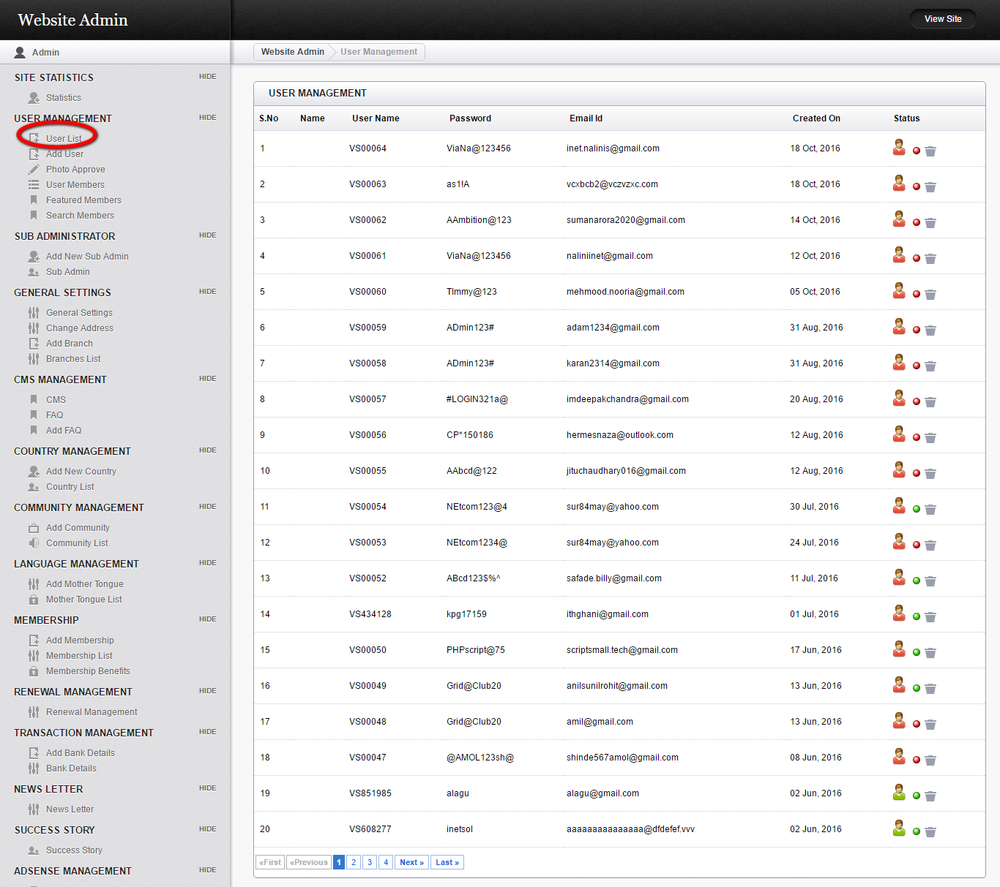 Website Admin
View Site
Admin
Website Admin
User Management
SITE STATISTICS
HIDE
Statistics
USER MANAGEMENT
HIDE
User List
Add User
Photo Approve
User Members
Featured Members
Search Members
SUB ADMINISTRATOR
HIDE
Add New Sub Admin
Sub Admin
GENERAL SETTINGS
HIDE
General Settings
Change Address
Add Branch
Branches List
CMS MANAGEMENT
HIDE
CMS
FAQ
Add FAQ
COUNTRY MANAGEMENT
HIDE
Add New Country
Country List
COMMUNITY MANAGEMENT
HIDE
Add Community
Community List
LANGUAGE MANAGEMENT
HIDE
Add Mother Tongue
Mother Tongue List
MEMBERSHIP
HIDE
Add Membership
Membership List
Membership Benefits
RENEWAL MANAGEMENT
HIDE
Renewal Management
TRANSACTION MANAGEMENT
HIDE
Add Bank Details
Bank Details
NEWS LETTER
HIDE
News Letter
SUCCESS STORY
HIDE
Success Story
ADSENSE MANAGEMENT
HIDE
USER MANAGEMENT
S.No Name User Name Password Email Id Created On Status
1 VS00064 ViaNa@123456 inet.nalinis@gmail.com 18 Oct, 2016
2 VS00063 as1!A vcxbcb2@vczvzxc.com 18 Oct, 2016
3 VS00062 AAmbition@123 sumanarora2020@gmail.com 14 Oct, 2016
4 VS00061 ViaNa@123456 naliniinet@gmail.com 12 Oct, 2016
5 VS00060 TImmy@123 mehmood.nooria@gmail.com 05 Oct, 2016
6 VS00059 ADmin123# adam1234@gmail.com 31 Aug, 2016
7 VS00058 ADmin123# karan2314@gmail.com 31 Aug, 2016
8 VS00057 #LOGIN321a@ imdeepakchandra@gmail.com 20 Aug, 2016
9 VS00056 CP*150186 hermesnaza@outlook.com 12 Aug, 2016
10 VS00055 AAbcd@122 jituchaudhary016@gmail.com 12 Aug, 2016
11 VS00054 NEtcom123@4 sur84may@yahoo.com 30 Jul, 2016
12 VS00053 NEtcom1234@ sur84may@yahoo.com 24 Jul, 2016
13 VS00052 ABcd123$%^ safade.billy@gmail.com 11 Jul, 2016
14 VS434128 kpg17159 ithghani@gmail.com 01 Jul, 2016
15 VS00050 PHPscript@75 scriptsmall.tech@gmail.com 17 Jun, 2016
16 VS00049 Grid@Club20 anilsunilrohit@gmail.com 13 Jun, 2016
17 VS00048 Grid@Club20 amil@gmail.com 13 Jun, 2016
18 VS00047 @AMOL123sh@ shinde567amol@gmail.com 08 Jun, 2016
19 VS851985 alagu alagu@gmail.com 02 Jun, 2016
20 VS608277 inetsol aaaaaaaaaaaaaaa@dfdefef.vvv 02 Jun, 2016
«First «Previous 1 2 3 4 Next » Last »